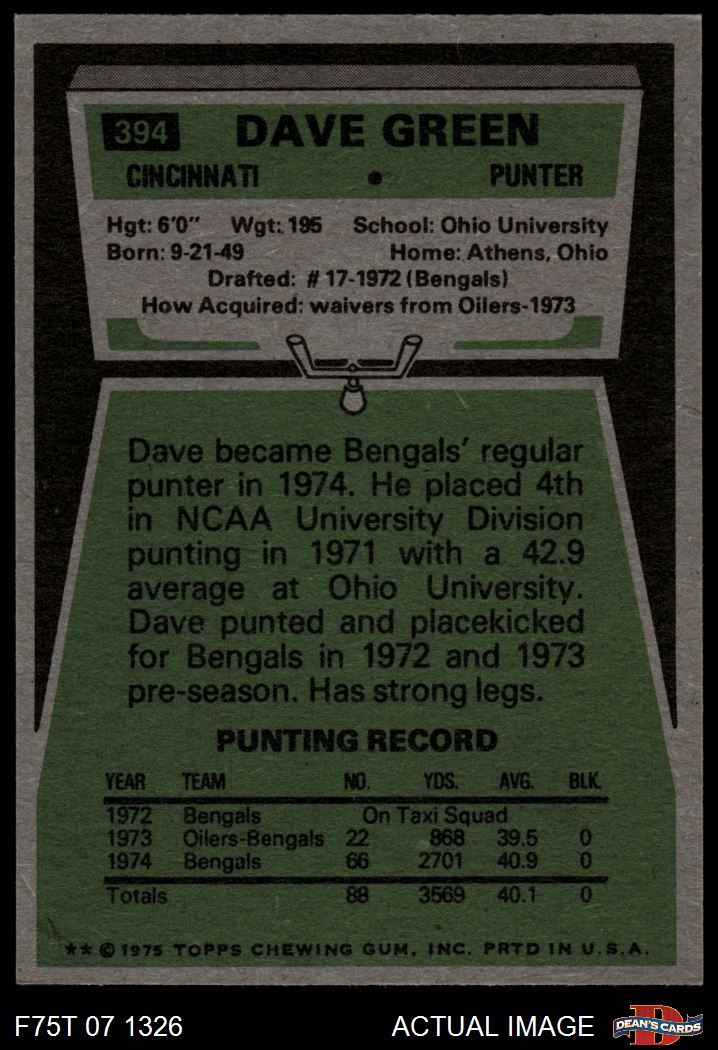 394 DAVE GREEN
CINCINNATI • PUNTER
Hgt: 6'0" Wgt: 195 School: Ohio University
Born: 9-21-49 Home: Athens, Ohio
Drafted: #17-1972 (Bengals)
How Acquired: waivers from Oilers-1973
Dave became Bengals' regular
punter in 1974. He placed 4th
in NCAA University Division
punting in 1971 with a 42.9
average at Ohio University.
Dave punted and placekicked
for Bengals in 1972 and 1973
pre-season. Has strong legs.
PUNTING RECORD
YEAR TEAM NO. YDS. AVG. BLK.
1972 Bengals On Taxi Squad
1973 Oilers-Bengals 22 868 39.5 0
1974 Bengals 66 2701 40.9 0
Totals 88 3569 40.1 0
** © 1975 TOPPS CHEWING GUM, INC. PRTD IN U.S.A.
F75T 07 1326 ACTUAL IMAGE D DEAN'S CARDS